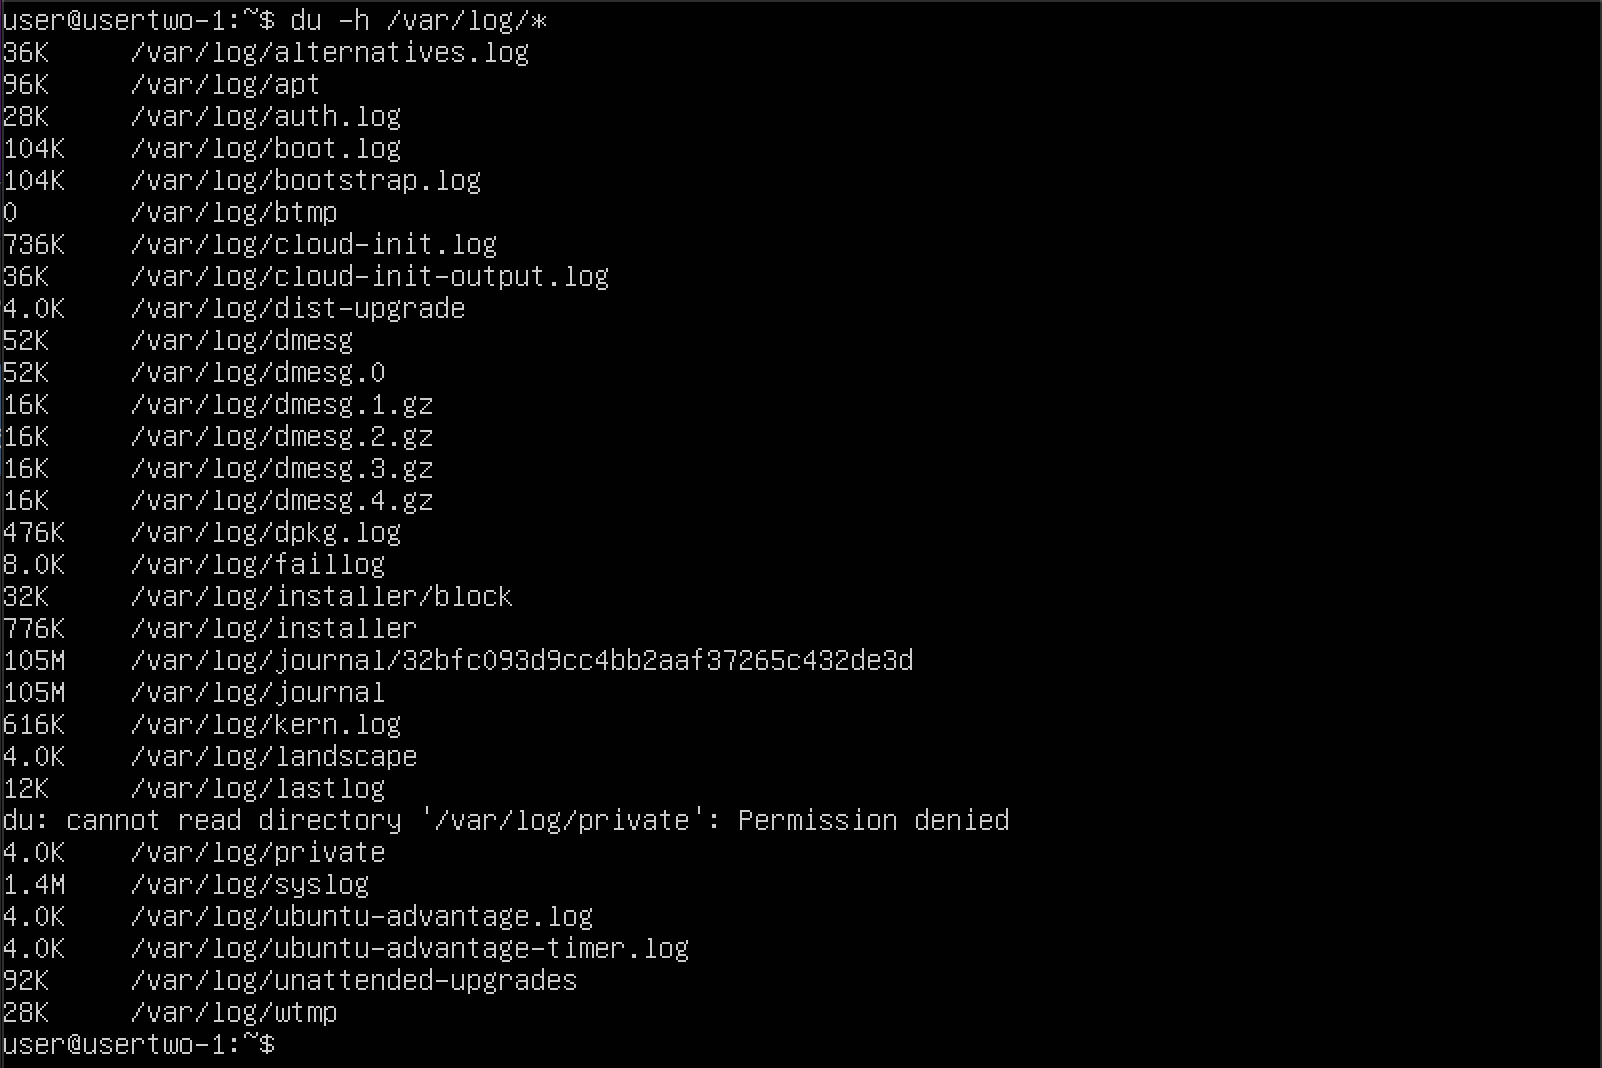 user@usertwo-1:~$ du -h /var/log/*
36K     /var/log/alternatives.log
96K     /var/log/apt
28K     /var/log/auth.log
104K    /var/log/boot.log
104K    /var/log/bootstrap.log
0       /var/log/btmp
736K    /var/log/cloud-init.log
36K     /var/log/cloud-init-output.log
4.0K    /var/log/dist-upgrade
52K     /var/log/dmesg
52K     /var/log/dmesg.0
16K     /var/log/dmesg.1.gz
16K     /var/log/dmesg.2.gz
16K     /var/log/dmesg.3.gz
16K     /var/log/dmesg.4.gz
476K    /var/log/dpkg.log
8.0K    /var/log/faillog
32K     /var/log/installer/block
776K    /var/log/installer
105M    /var/log/journal/32bfc093d9cc4bb2aaf37265c432de3d
105M    /var/log/journal
616K    /var/log/kern.log
4.0K    /var/log/landscape
12K     /var/log/lastlog
du: cannot read directory '/var/log/private': Permission denied
4.0K    /var/log/private
1.4M    /var/log/syslog
4.0K    /var/log/ubuntu-advantage.log
4.0K    /var/log/ubuntu-advantage-timer.log
92K     /var/log/unattended-upgrades
28K     /var/log/wtmp
user@usertwo-1:~$